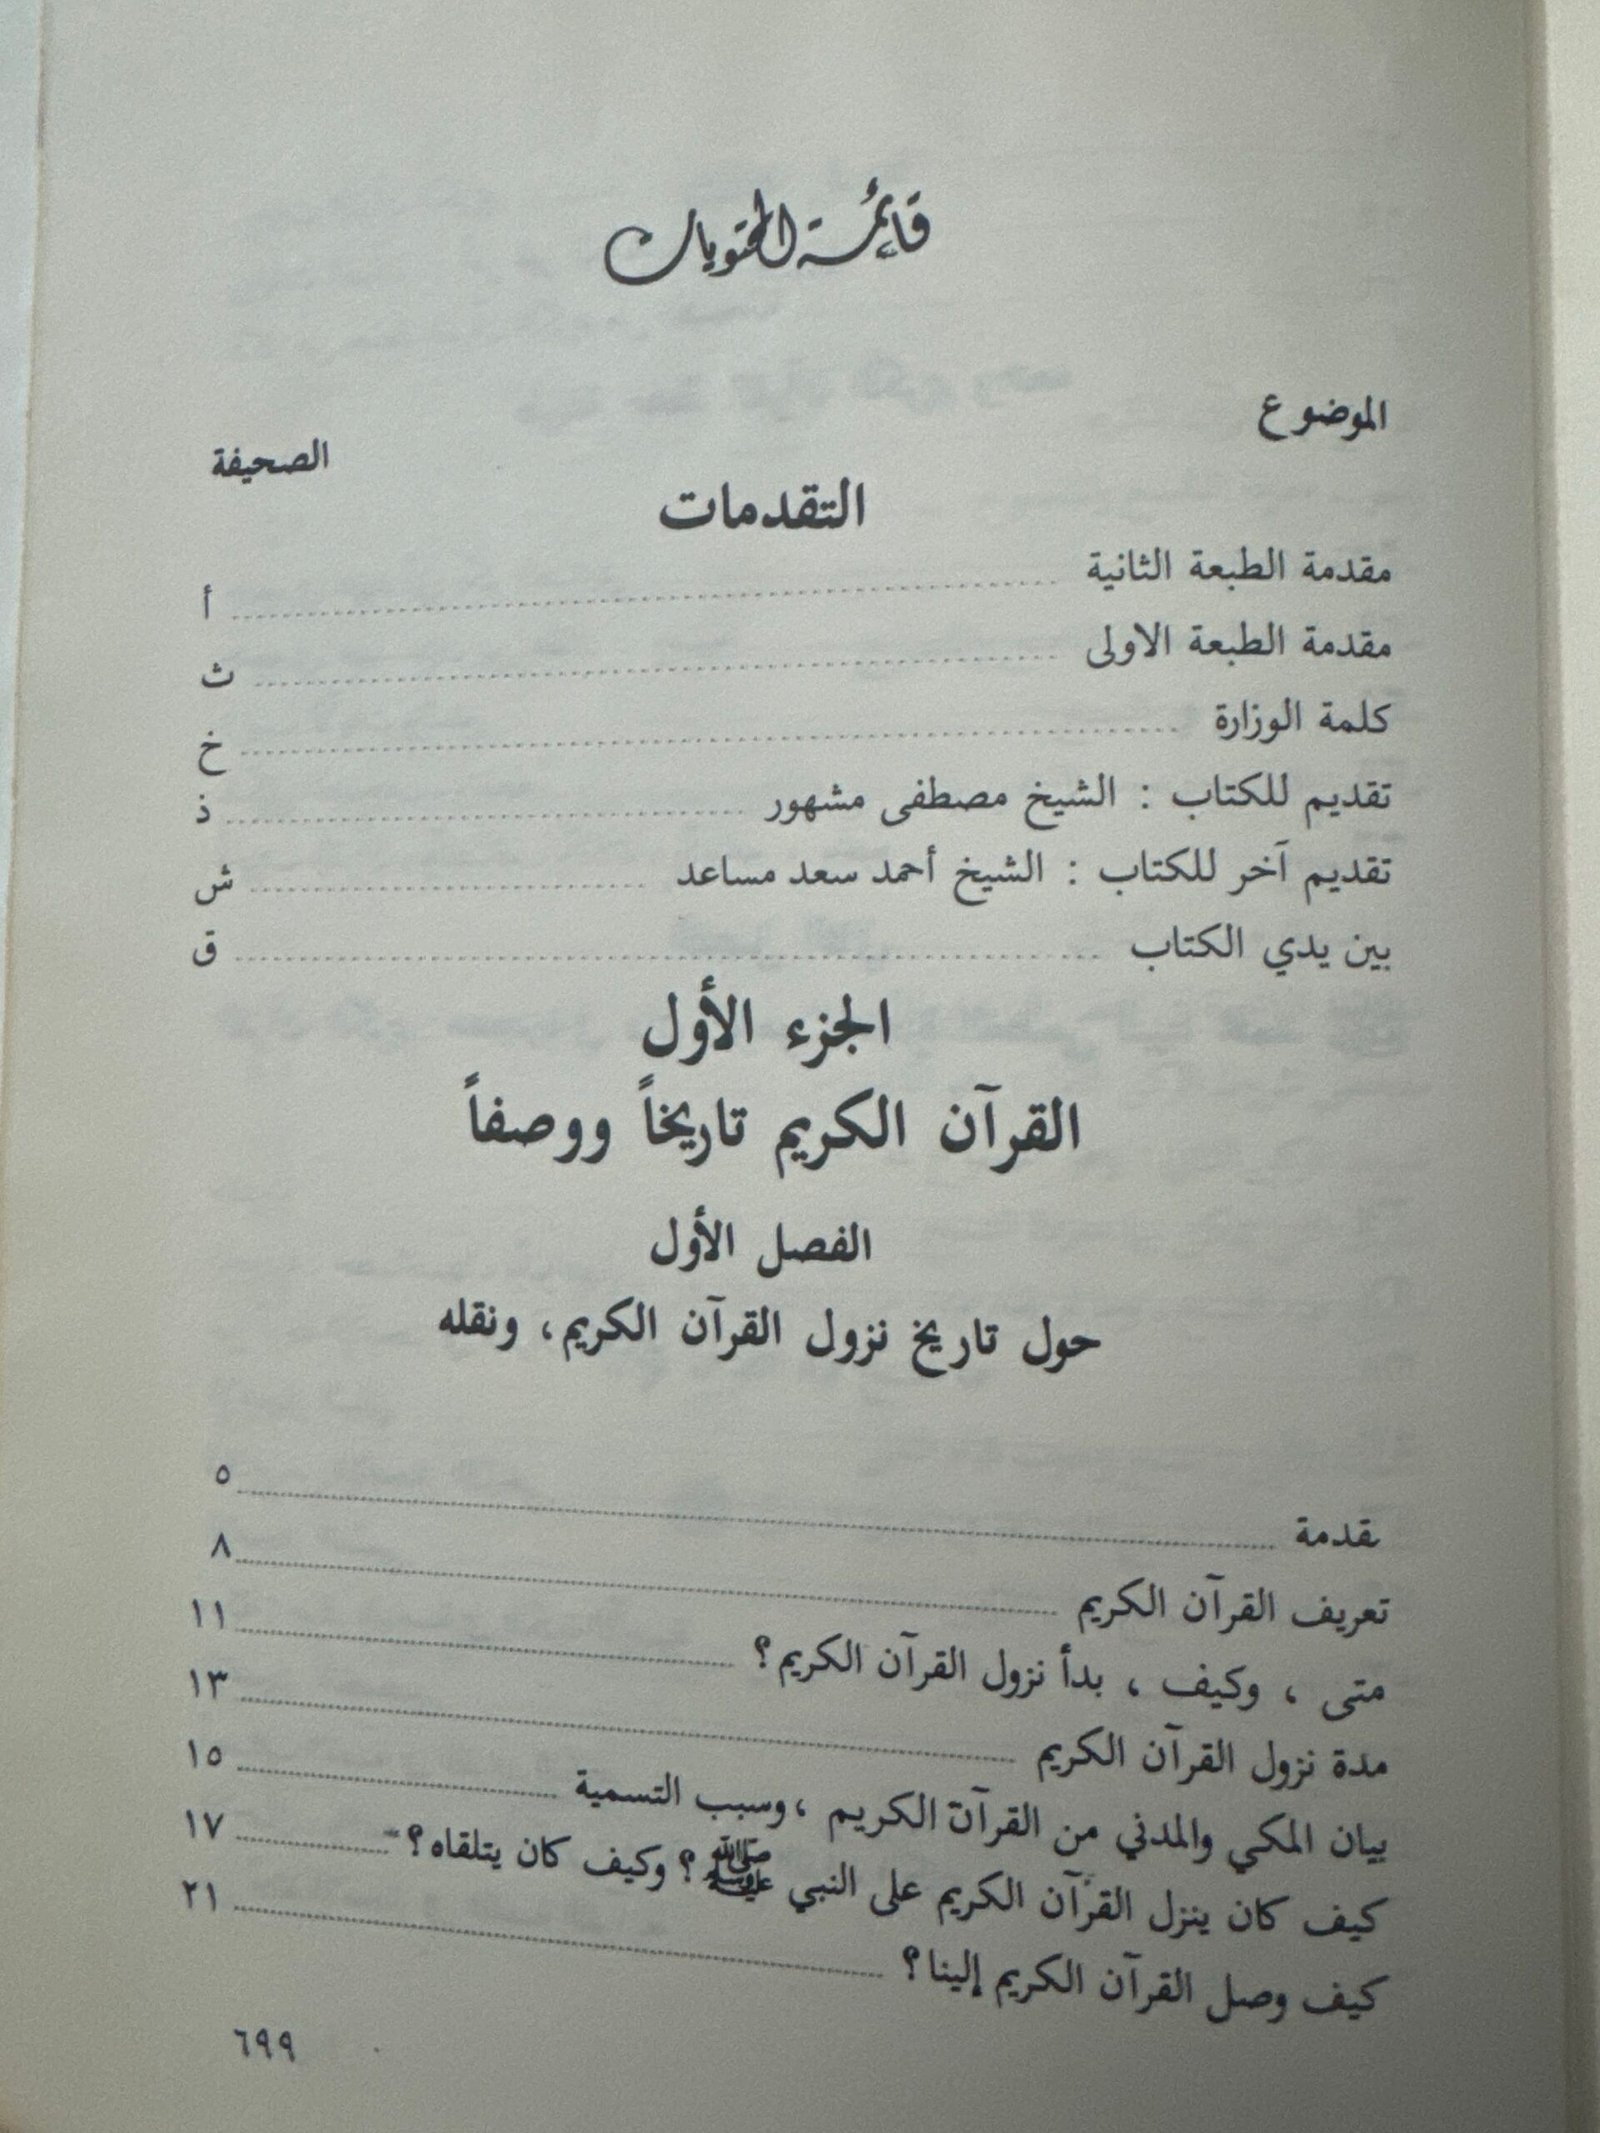 قائمة المحتويات
الموضوع
الصحيفة
التقدمات
مقدمة الطبعة الثانية ........ أ
مقدمة الطبعة الاولى ........ ث
كلمة الوزارة ........ خ
تقديم للكتاب : الشيخ مصطفى مشهور ........ ذ
تقديم آخر للكتاب : الشيخ أحمد سعد مساعد ........ ش
بين يدي الكتاب ........ ق
الجزء الأول
القرآن الكريم تاريخاً ووصفاً
الفصل الأول
حول تاريخ نزول القرآن الكريم، ونقله
قدمة ........ ٥
تعريف القرآن الكريم ........ ٨
متى ، وكيف ، بدأ نزول القرآن الكريم؟ ........ ١١
مدة نزول القرآن الكريم ........ ١٣
بيان المكي والمدني من القرآن الكريم ،وسبب التسمية ........ ١٥
كيف كان ينزل القرآن الكريم على النبي ﷺ ؟ وكيف كان يتلقاه؟ ........ ١٧
كيف وصل القرآن الكريم إلينا؟ ........ ٢١
٦٩٩